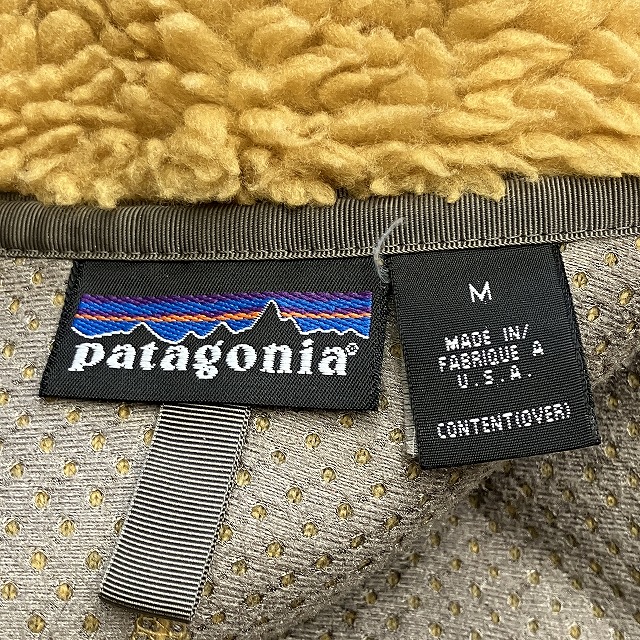 patagonia®
M
MADE IN/
FABRIQUE A
U.S.A.
CONTENT(OVER)